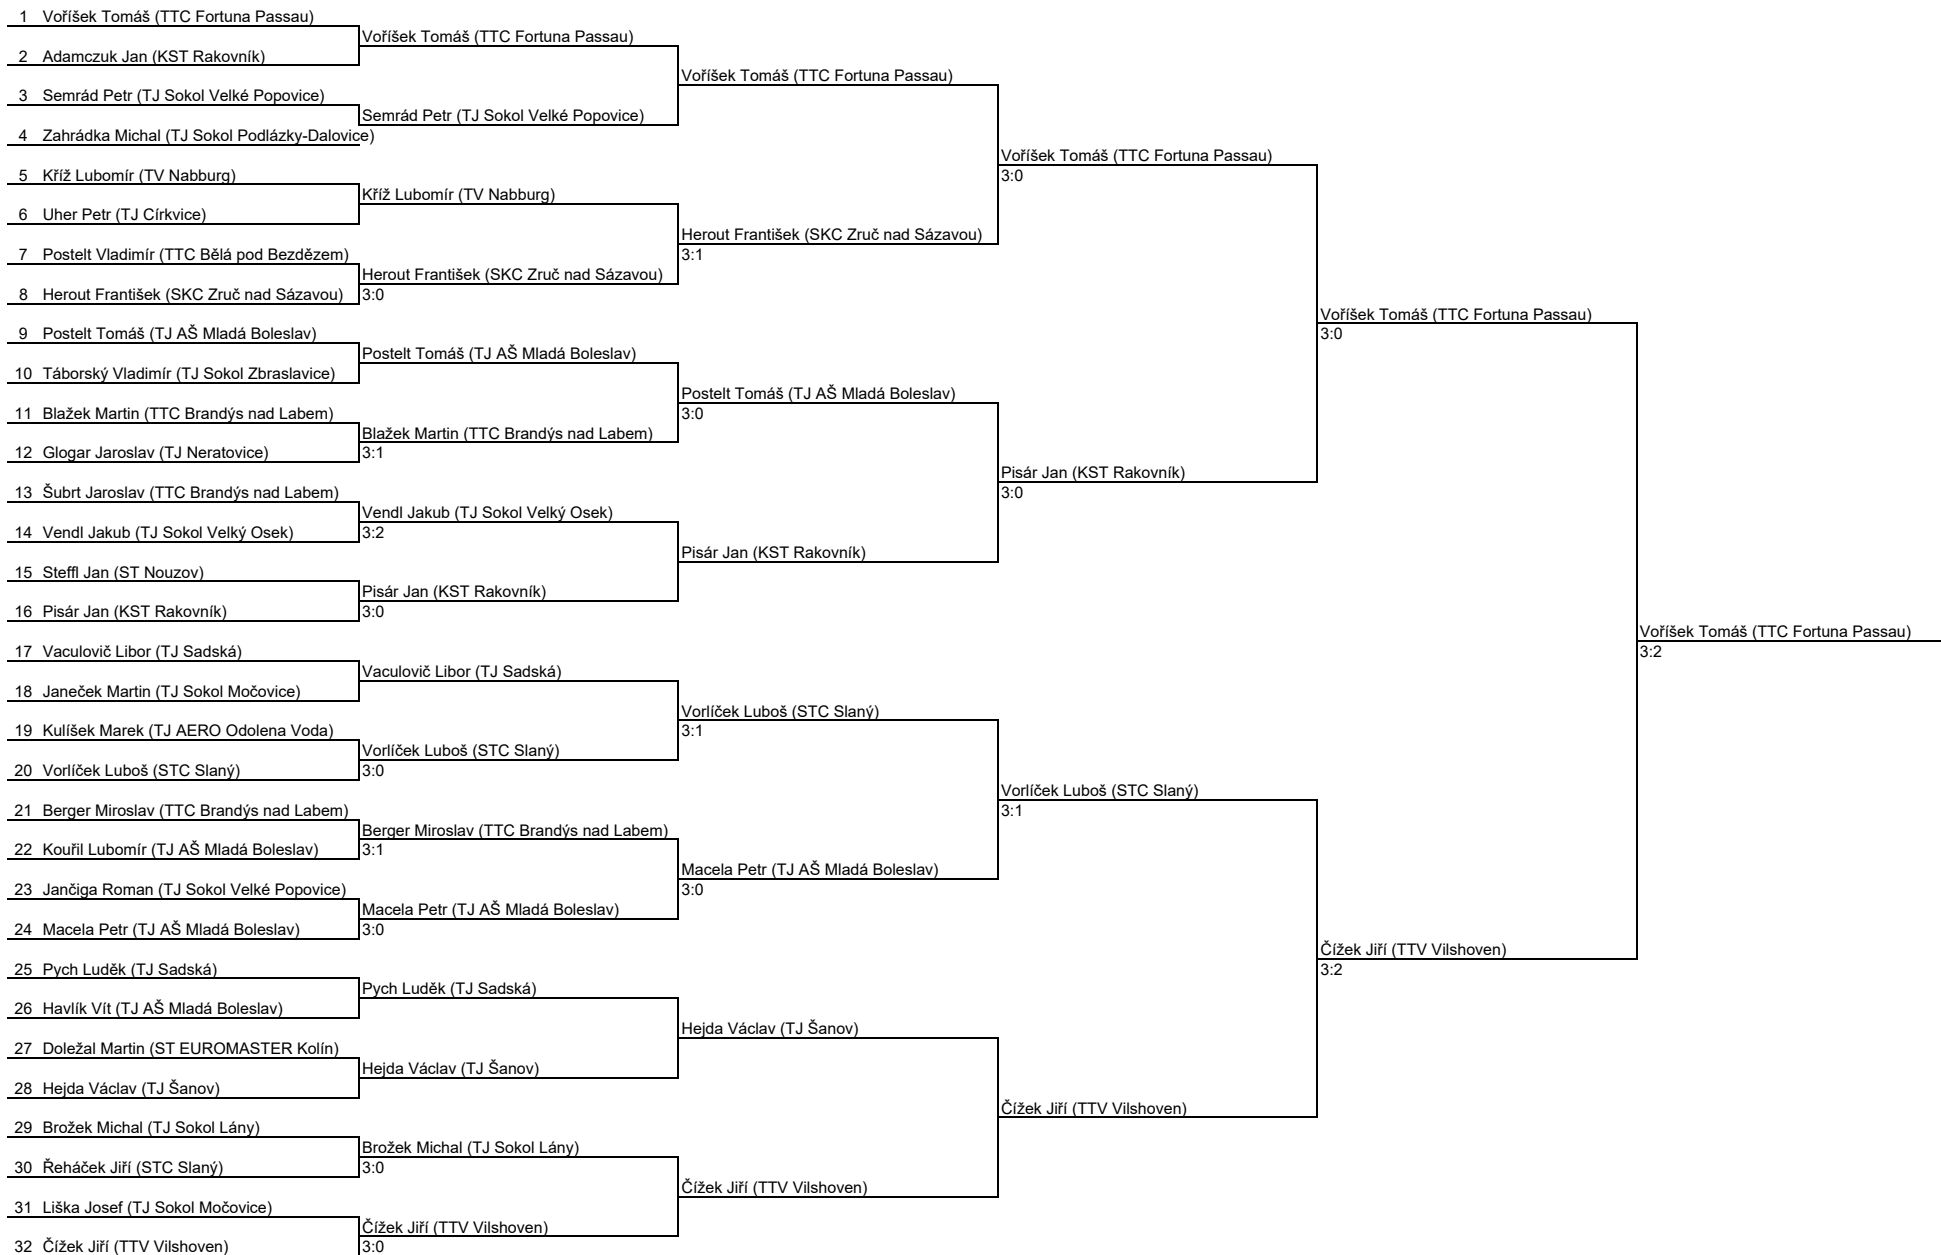 1 Voříšek Tomáš (TTC Fortuna Passau)
Voříšek Tomáš (TTC Fortuna Passau)
2 Adamczuk Jan (KST Rakovník)
Voříšek Tomáš (TTC Fortuna Passau)
3 Semrád Petr (TJ Sokol Velké Popovice)
Semrád Petr (TJ Sokol Velké Popovice)
4 Zahrádka Michal (TJ Sokol Podlázky-Dalovice)
Voříšek Tomáš (TTC Fortuna Passau)
3:0
5 Kříž Lubomír (TV Nabburg)
Kříž Lubomír (TV Nabburg)
6 Uher Petr (TJ Církvice)
Herout František (SKC Zruč nad Sázavou)
3:1
7 Postelt Vladimír (TTC Bělá pod Bezdězem)
Herout František (SKC Zruč nad Sázavou)
8 Herout František (SKC Zruč nad Sázavou)
3:0
Voříšek Tomáš (TTC Fortuna Passau)
3:0
9 Postelt Tomáš (TJ AŠ Mladá Boleslav)
Postelt Tomáš (TJ AŠ Mladá Boleslav)
10 Táborský Vladimír (TJ Sokol Zbraslavice)
Postelt Tomáš (TJ AŠ Mladá Boleslav)
3:0
11 Blažek Martin (TTC Brandýs nad Labem)
Blažek Martin (TTC Brandýs nad Labem)
12 Glogar Jaroslav (TJ Neratovice)
3:1
Pisár Jan (KST Rakovník)
3:0
13 Šubrt Jaroslav (TTC Brandýs nad Labem)
Vendl Jakub (TJ Sokol Velký Osek)
14 Vendl Jakub (TJ Sokol Velký Osek)
3:2
Pisár Jan (KST Rakovník)
15 Steffl Jan (ST Nouzov)
Pisár Jan (KST Rakovník)
16 Pisár Jan (KST Rakovník)
3:0
Voříšek Tomáš (TTC Fortuna Passau)
3:2
17 Vaculovič Libor (TJ Sadská)
Vaculovič Libor (TJ Sadská)
18 Janeček Martin (TJ Sokol Močovice)
Vorlíček Luboš (STC Slaný)
3:1
19 Kulíšek Marek (TJ AERO Odolena Voda)
Vorlíček Luboš (STC Slaný)
20 Vorlíček Luboš (STC Slaný)
3:0
Vorlíček Luboš (STC Slaný)
3:1
21 Berger Miroslav (TTC Brandýs nad Labem)
Berger Miroslav (TTC Brandýs nad Labem)
22 Kouřil Lubomír (TJ AŠ Mladá Boleslav)
3:1
Macela Petr (TJ AŠ Mladá Boleslav)
3:0
23 Jančiga Roman (TJ Sokol Velké Popovice)
Macela Petr (TJ AŠ Mladá Boleslav)
24 Macela Petr (TJ AŠ Mladá Boleslav)
3:0
Čížek Jiří (TTV Vilshoven)
3:2
25 Pych Luděk (TJ Sadská)
Pych Luděk (TJ Sadská)
26 Havlík Vít (TJ AŠ Mladá Boleslav)
Hejda Václav (TJ Šanov)
27 Doležal Martin (ST EUROMASTER Kolín)
Hejda Václav (TJ Šanov)
28 Hejda Václav (TJ Šanov)
Čížek Jiří (TTV Vilshoven)
29 Brožek Michal (TJ Sokol Lány)
Brožek Michal (TJ Sokol Lány)
30 Řeháček Jiří (STC Slaný)
3:0
Čížek Jiří (TTV Vilshoven)
31 Liška Josef (TJ Sokol Močovice)
Čížek Jiří (TTV Vilshoven)
32 Čížek Jiří (TTV Vilshoven)
3:0